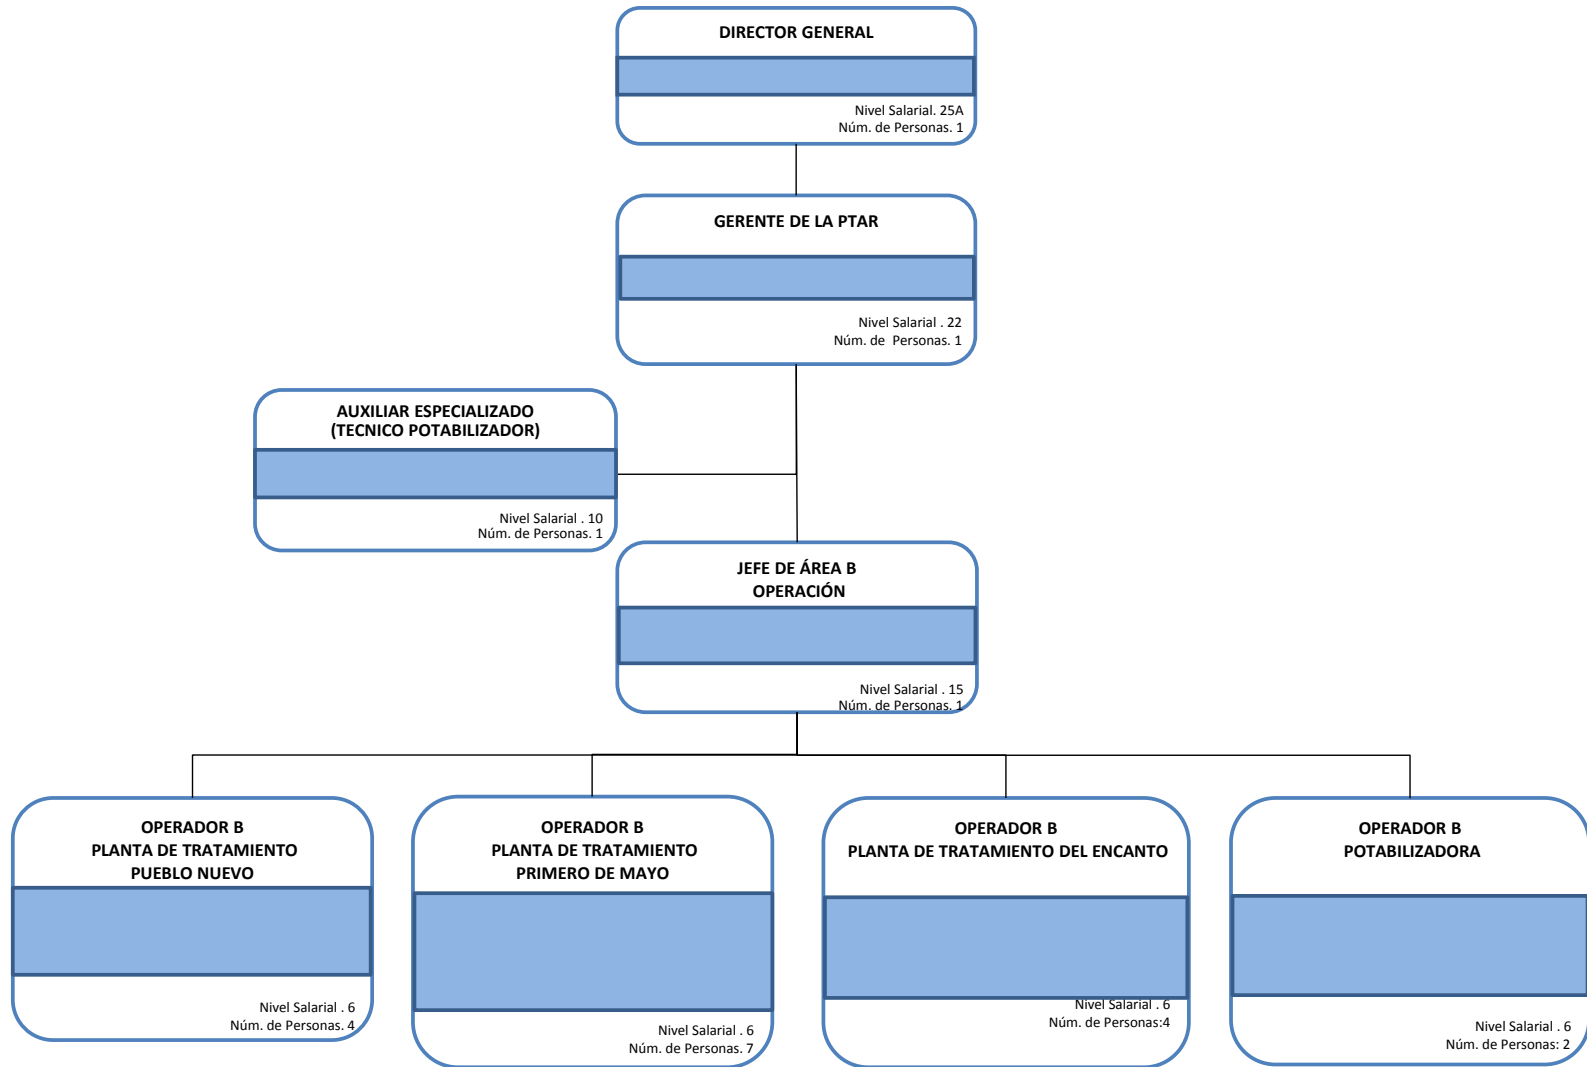 DIRECTOR GENERAL
Nivel Salarial. 25A
Núm. de Personas. 1
GERENTE DE LA PTAR
Nivel Salarial . 22
Núm. de  Personas. 1
AUXILIAR ESPECIALIZADO
(TECNICO POTABILIZADOR)
Nivel Salarial . 10
Núm. de Personas. 1
JEFE DE ÁREA B
OPERACIÓN
Nivel Salarial . 15
Núm. de Personas. 1
OPERADOR B
PLANTA DE TRATAMIENTO
PUEBLO NUEVO
Nivel Salarial . 6
Núm. de Personas. 4
OPERADOR B
PLANTA DE TRATAMIENTO
PRIMERO DE MAYO
Nivel Salarial . 6
Núm. de Personas. 7
OPERADOR B
PLANTA DE TRATAMIENTO DEL ENCANTO
Nivel Salarial . 6
Núm. de Personas:4
OPERADOR B
POTABILIZADORA
Nivel Salarial . 6
Núm. de Personas: 2